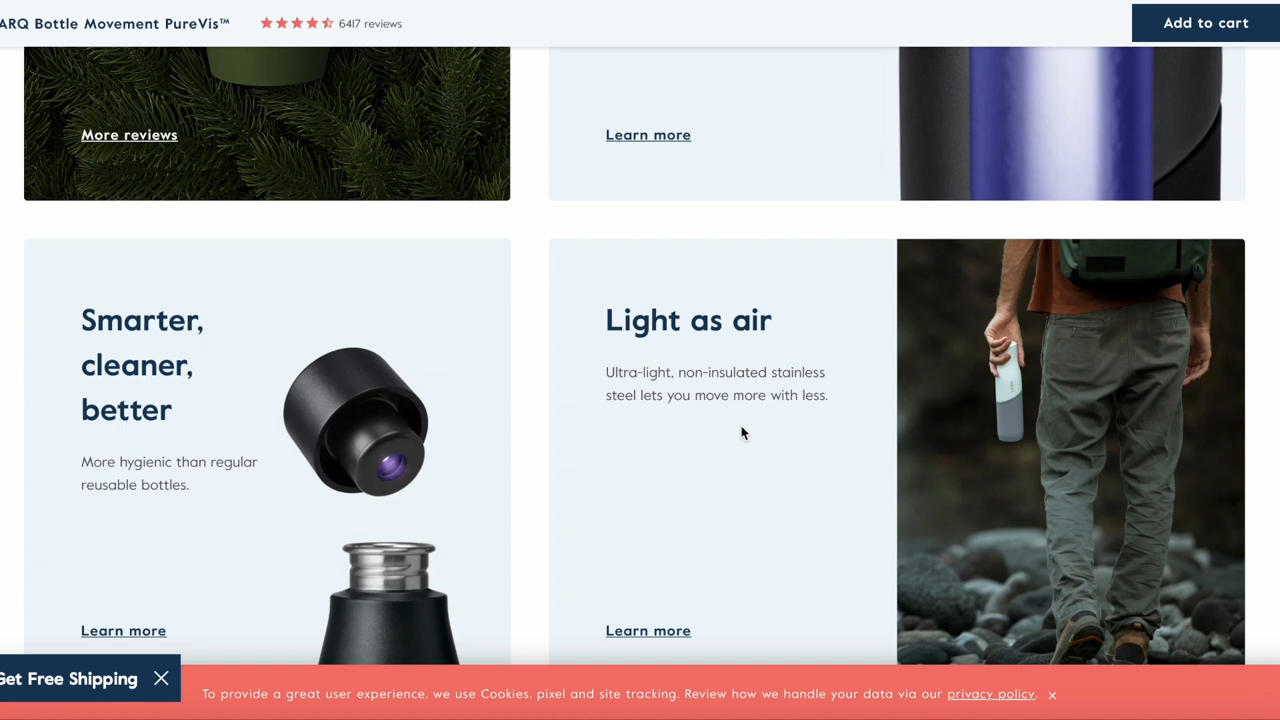 ARQ Bottle Movement PureVis™
6417 reviews
Add to cart
More reviews
Learn more
Smarter,
cleaner,
better
More hygienic than regular
reusable bottles.
Learn more
Light as air
Ultra-light, non-insulated stainless
steel lets you move more with less.
Learn more
Get Free Shipping
To provide a great user experience, we use Cookies, pixel and site tracking. Review how we handle your data via our privacy policy.